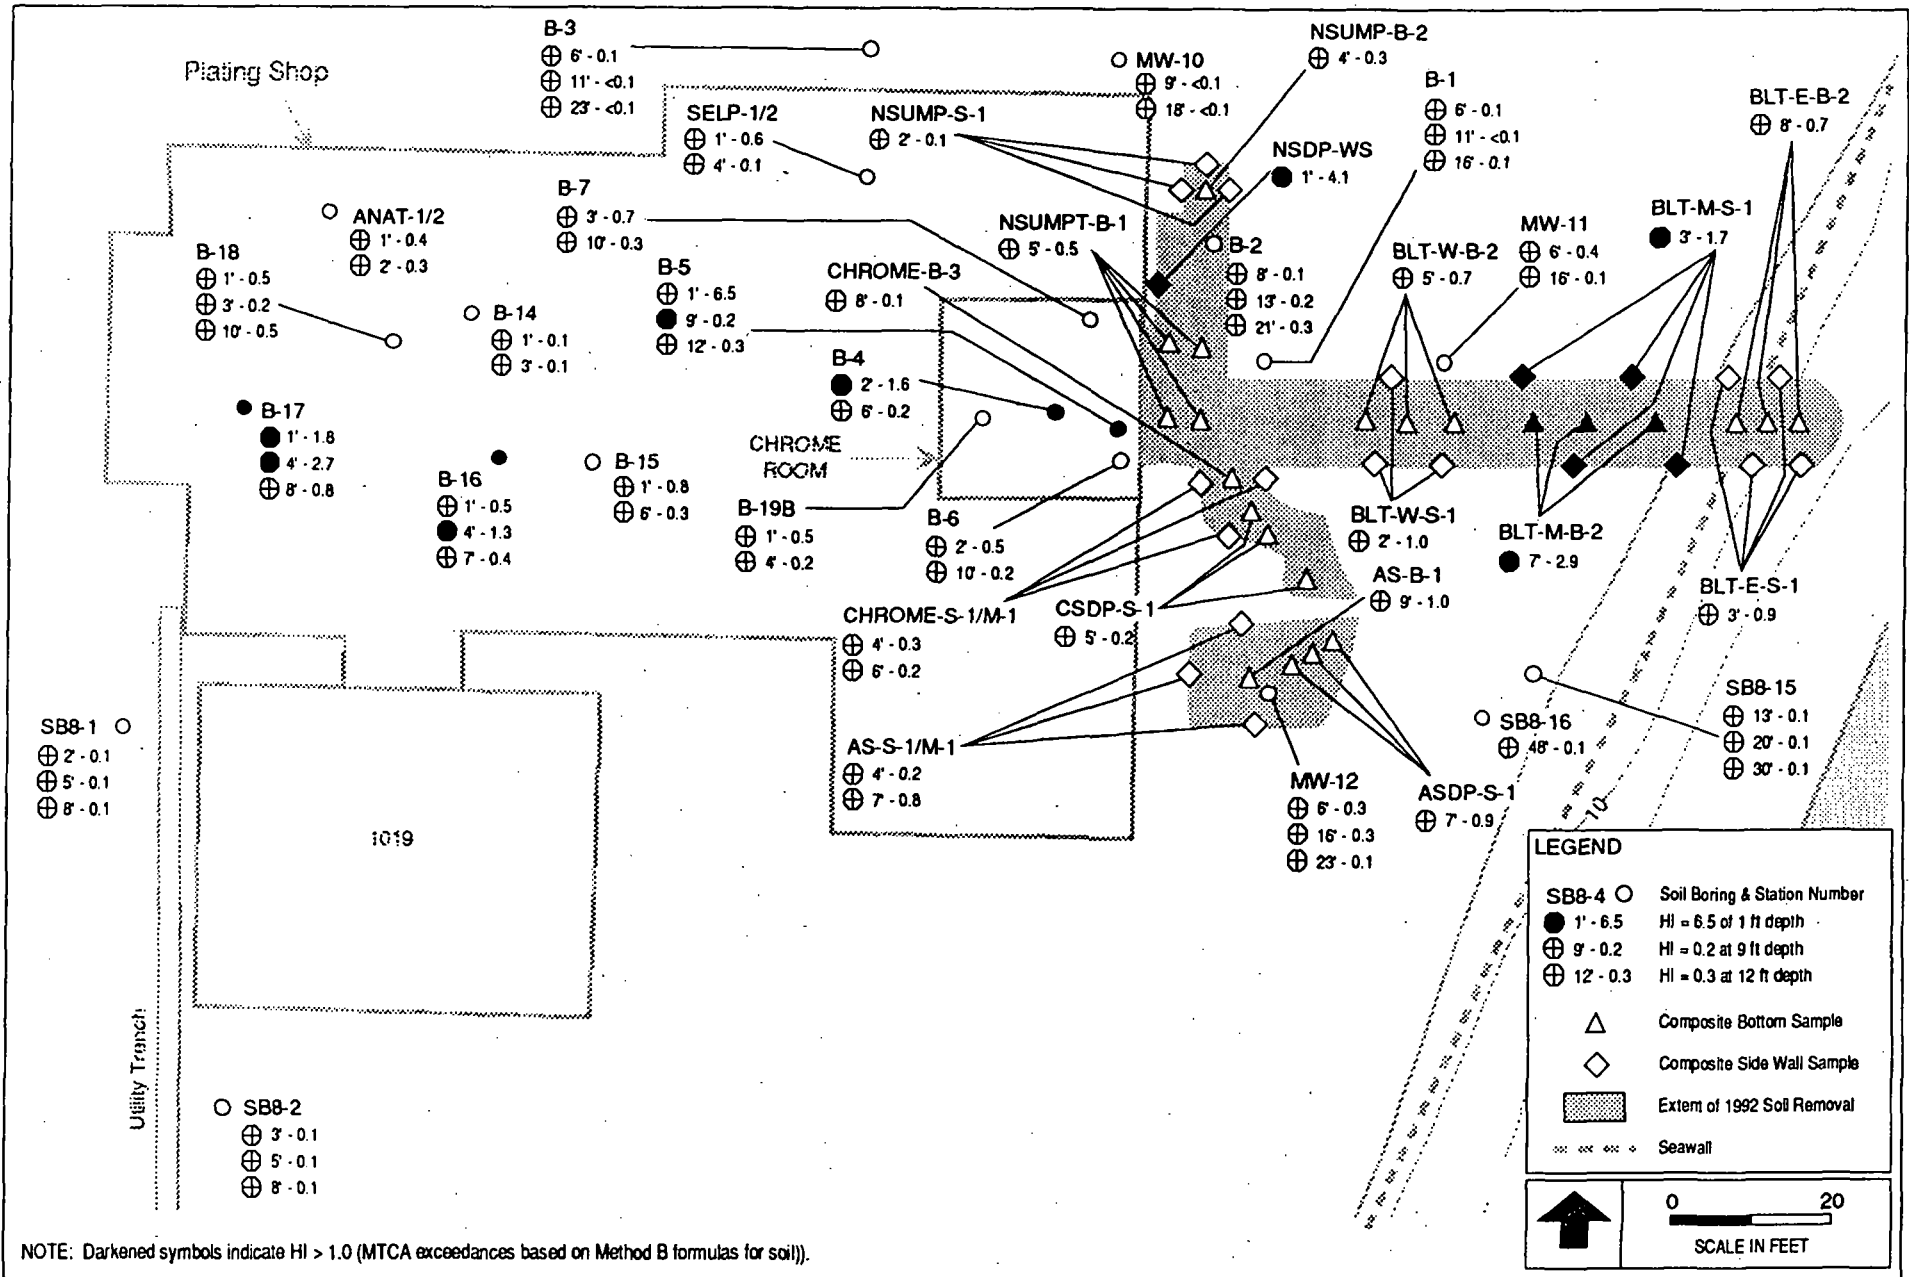 Plating Shop
B-3
6' - 0.1
11' - <0.1
23' - <0.1
MW-10
9' - <0.1
18' - <0.1
NSUMP-B-2
4' - 0.3
B-1
6' - 0.1
11' - <0.1
16' - 0.1
BLT-E-B-2
8' - 0.7
SELP-1/2
1' - 0.6
4' - 0.1
NSUMP-S-1
2' - 0.1
NSDP-WS
1' - 4.1
ANAT-1/2
1' - 0.4
2' - 0.3
B-7
3' - 0.7
10' - 0.3
NSUMPT-B-1
5' - 0.5
B-2
8' - 0.1
13' - 0.2
21' - 0.3
BLT-W-B-2
5' - 0.7
MW-11
6' - 0.4
16' - 0.1
BLT-M-S-1
3' - 1.7
B-18
1' - 0.5
3' - 0.2
10' - 0.5
B-14
1' - 0.1
3' - 0.1
B-5
1' - 6.5
9' - 0.2
12' - 0.3
CHROME-B-3
8' - 0.1
B-4
2' - 1.6
6' - 0.2
B-17
1' - 1.8
4' - 2.7
8' - 0.8
B-16
1' - 0.5
4' - 1.3
7' - 0.4
B-15
1' - 0.8
6' - 0.3
CHROME
ROOM
B-19B
1' - 0.5
4' - 0.2
B-6
2' - 0.5
10' - 0.2
BLT-W-S-1
2' - 1.0
BLT-M-B-2
7' - 2.9
BLT-E-S-1
3' - 0.9
AS-B-1
9' - 1.0
CHROME-S-1/M-1
4' - 0.3
6' - 0.2
CSDP-S-1
5' - 0.2
SB8-1
2' - 0.1
5' - 0.1
8' - 0.1
1019
AS-S-1/M-1
4' - 0.2
7' - 0.8
MW-12
6' - 0.3
16' - 0.3
23' - 0.1
ASDP-S-1
7' - 0.9
SB8-16
48' - 0.1
SB8-15
13' - 0.1
20' - 0.1
30' - 0.1
10
Utility Trench
SB8-2
3' - 0.1
5' - 0.1
8' - 0.1
LEGEND
SB8-4 Soil Boring & Station Number
1' - 6.5 HI = 6.5 of 1 ft depth
9' - 0.2 HI = 0.2 at 9 ft depth
12' - 0.3 HI = 0.3 at 12 ft depth
Composite Bottom Sample
Composite Side Wall Sample
Extent of 1992 Soil Removal
Seawall
0 20
SCALE IN FEET
NOTE: Darkened symbols indicate HI > 1.0 (MTCA exceedances based on Method B formulas for soil)).